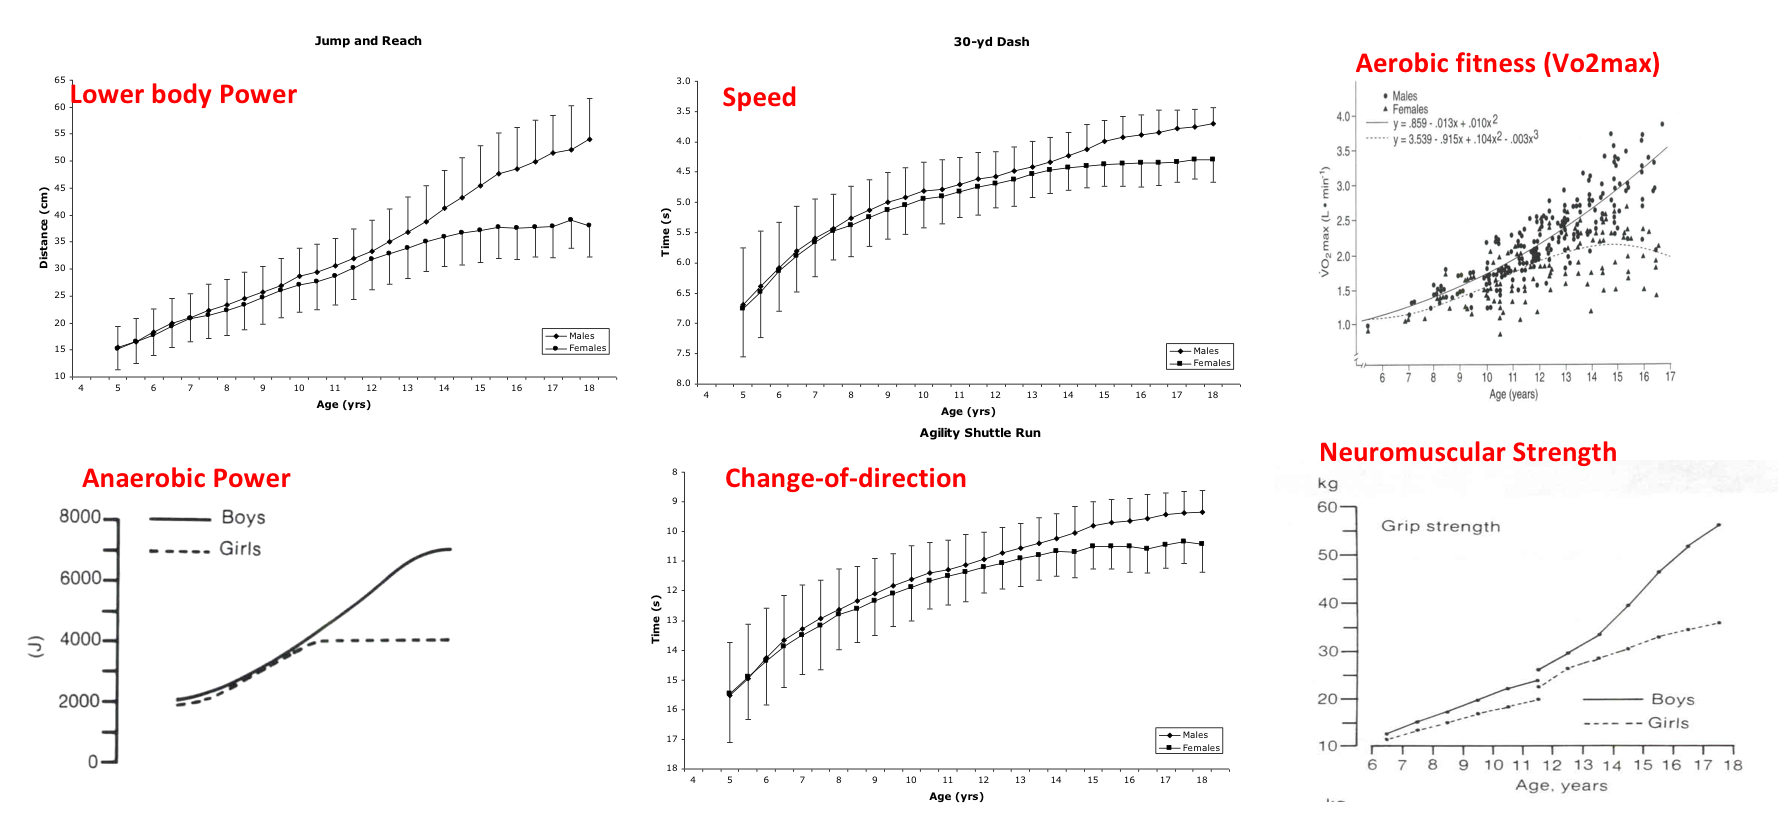 Jump and Reach
Lower body Power
65
60
55
50
45
40
35
30
25
20
15
10
Distance (cm)
Males
Females
4 5 6 7 8 9 10 11 12 13 14 15 16 17 18
Age (yrs)
30-yd Dash
Speed
3.0
3.5
4.0
4.5
5.0
5.5
6.0
6.5
7.0
7.5
8.0
Time (s)
Males
Females
4 5 6 7 8 9 10 11 12 13 14 15 16 17 18
Age (yrs)
Aerobic fitness (Vo2max)
Males
Females
y = .859 - .013x + .010x2
y = 3.539 - .915x + .104x2 - .003x3
4.0
3.5
3.0
2.5
2.0
1.5
1.0
V̇O2max (L • min-1)
6 7 8 9 10 11 12 13 14 15 16 17
Age (years)
Anaerobic Power
8000
6000
4000
2000
0
(J)
Boys
Girls
Agility Shuttle Run
Change-of-direction
8
9
10
11
12
13
14
15
16
17
18
Time (s)
Males
Females
4 5 6 7 8 9 10 11 12 13 14 15 16 17 18
Age (yrs)
Neuromuscular Strength
kg
60
50
40
30
20
10
Grip strength
Boys
Girls
6 7 8 9 10 11 12 13 14 15 16 17 18
Age, years